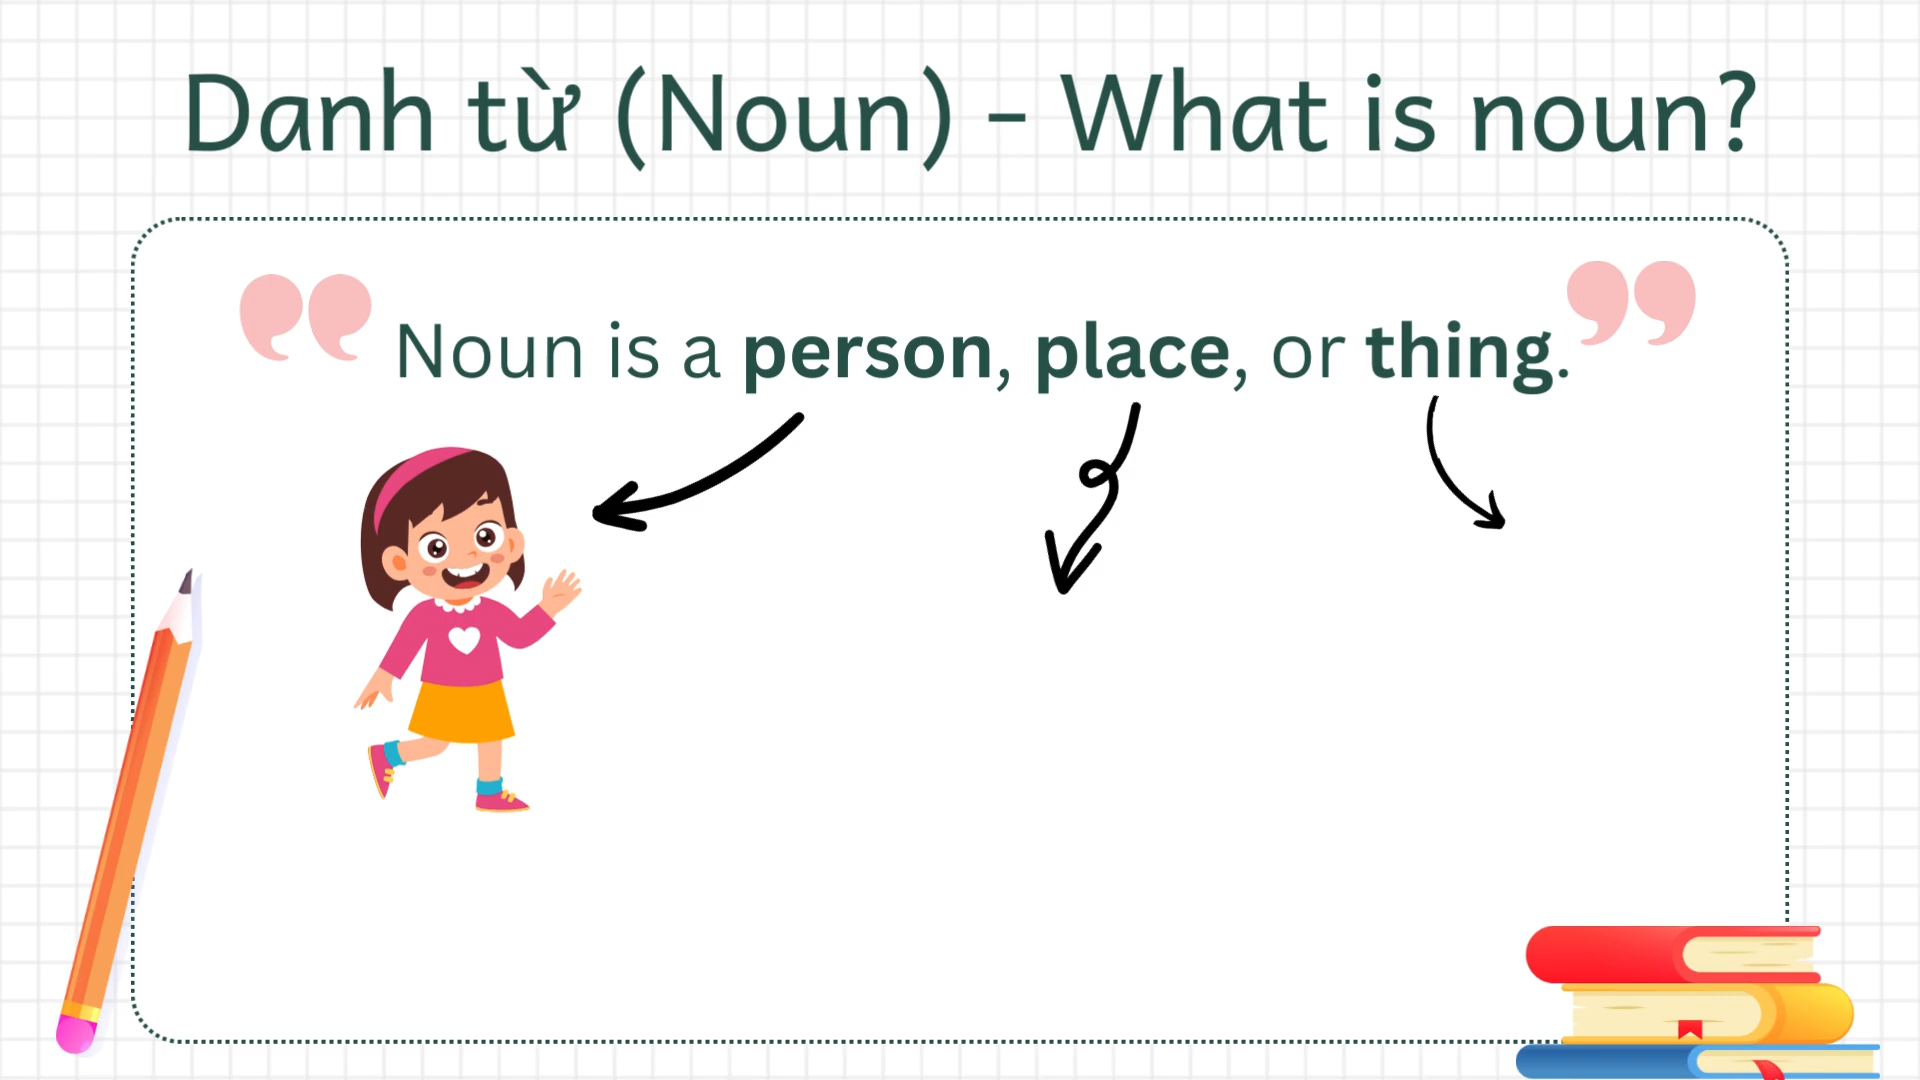 Danh từ (Noun) - What is noun?
Noun is a person, place, or thing.